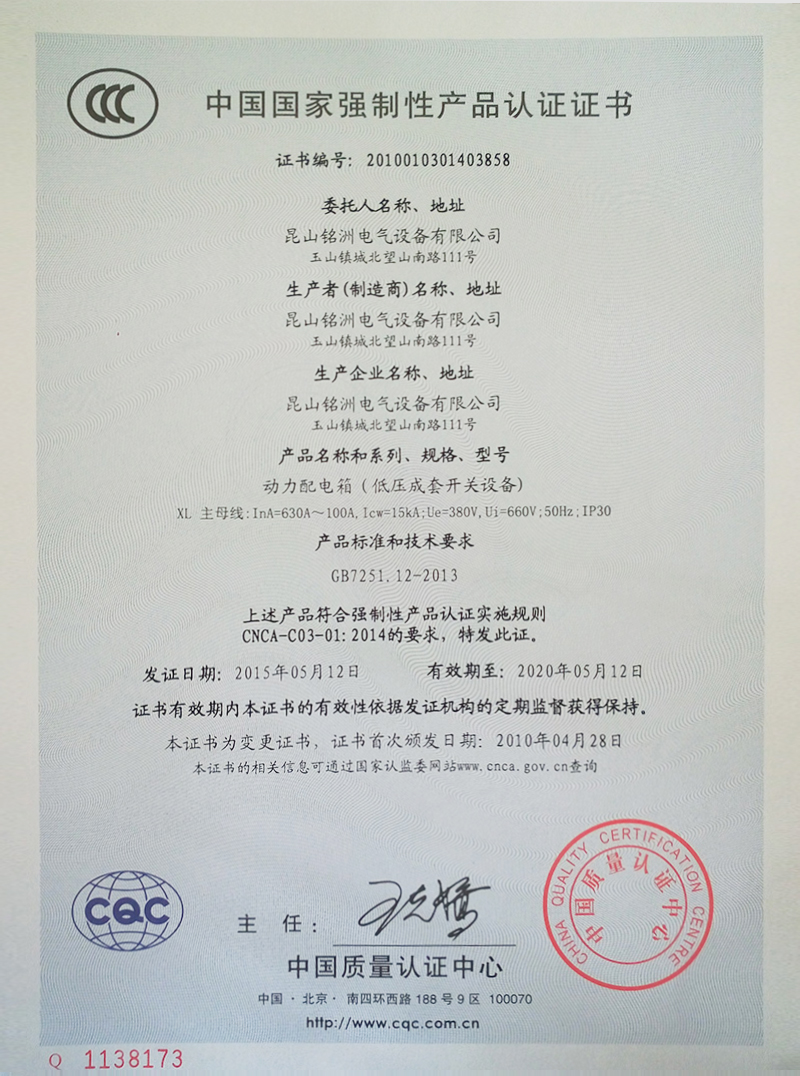 CCC
中国国家强制性产品认证证书
证书编号：2010010301403858
委托人名称、地址
昆山铭洲电气设备有限公司
玉山镇城北望山南路111号
生产者(制造商)名称、地址
昆山铭洲电气设备有限公司
玉山镇城北望山南路111号
生产企业名称、地址
昆山铭洲电气设备有限公司
玉山镇城北望山南路111号
产品名称和系列、规格、型号
动力配电箱(低压成套开关设备)
XL 主母线:InA=630A～100A,Icw=15kA;Ue=380V,Ui=660V;50Hz;IP30
产品标准和技术要求
GB7251.12-2013
上述产品符合强制性产品认证实施规则
CNCA-C03-01:2014的要求，特发此证。
发证日期：2015年05月12日 有效期至：2020年05月12日
证书有效期内本证书的有效性依据发证机构的定期监督获得保持。
本证书为变更证书，证书首次颁发日期：2010年04月28日
本证书的相关信息可通过国家认监委网站www.cnca.gov.cn查询
CQC
主 任：
CHINA QUALITY CERTIFICATION CENTRE
中国质量认证中心
中国质量认证中心
中国·北京·南四环西路188号9区 100070
http://www.cqc.com.cn
Q 1138173